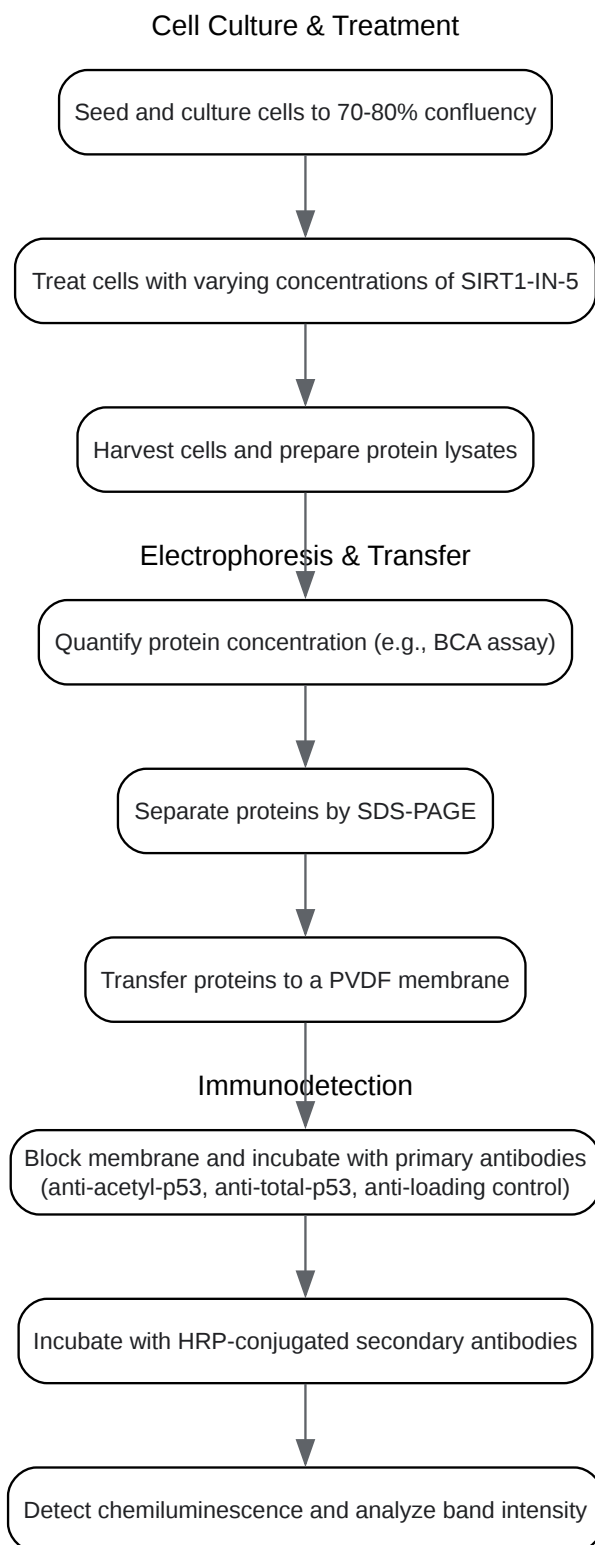 Cell Culture & Treatment
Seed and culture cells to 70-80% confluency
Treat cells with varying concentrations of SIRT1-IN-5
Harvest cells and prepare protein lysates
Electrophoresis & Transfer
Quantify protein concentration (e.g., BCA assay)
Separate proteins by SDS-PAGE
Transfer proteins to a PVDF membrane
Immunodetection
Block membrane and incubate with primary antibodies
(anti-acetyl-p53, anti-total-p53, anti-loading control)
Incubate with HRP-conjugated secondary antibodies
Detect chemiluminescence and analyze band intensity